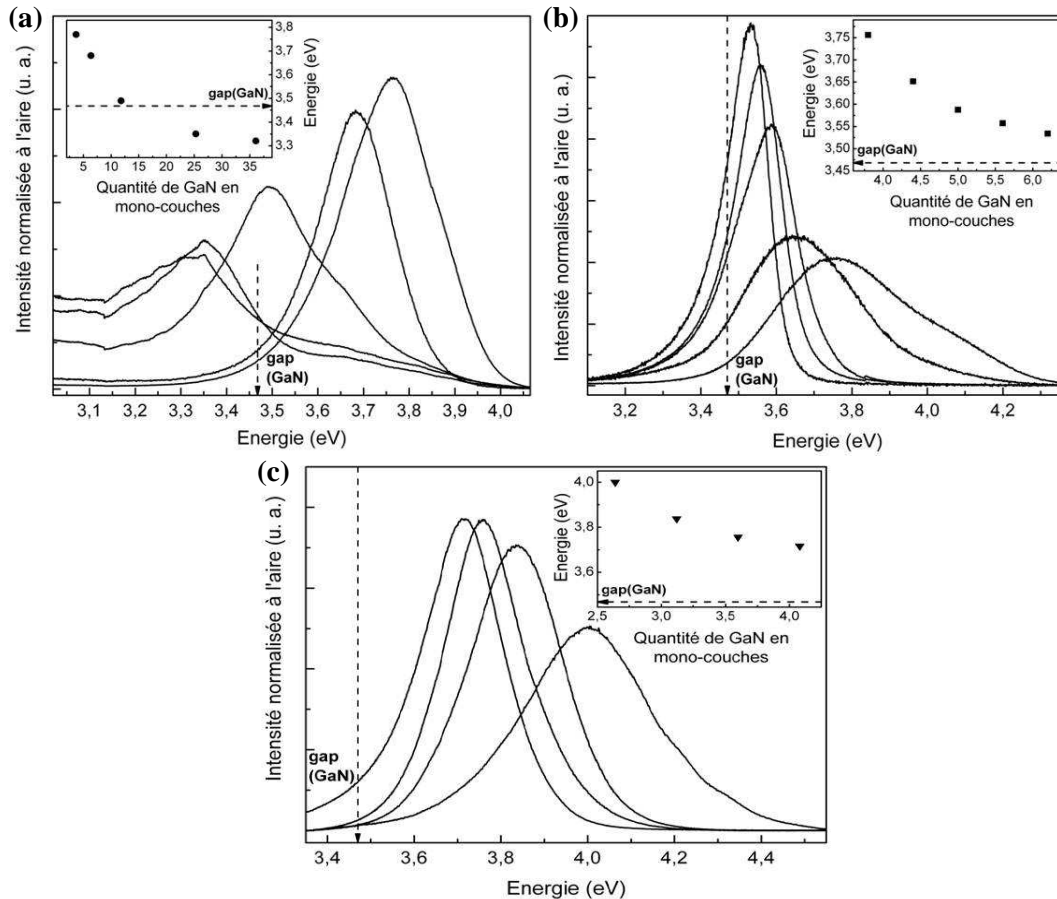 (a)
Intensité normalisée à l'aire (u. a.)
3,8
3,7
3,6
3,5
3,4
3,3
Energie (eV)
gap(GaN)
5 10 15 20 25 30 35
Quantité de GaN en
mono-couches
gap
(GaN)
3,1 3,2 3,3 3,4 3,5 3,6 3,7 3,8 3,9 4,0
Energie (eV)
(b)
Intensité normalisée à l'aire (u. a.)
3,75
3,70
3,65
3,60
3,55
3,50
3,45
Energie (eV)
gap(GaN)
4,0 4,5 5,0 5,5 6,0
Quantité de GaN en
mono-couches
gap
(GaN)
3,2 3,4 3,6 3,8 4,0 4,2
Energie (eV)
(c)
Intensité normalisée à l'aire (u. a.)
4,0
3,8
3,6
Energie (eV)
gap(GaN)
2,5 3,0 3,5 4,0
Quantité de GaN en
mono-couches
gap
(GaN)
3,4 3,6 3,8 4,0 4,2 4,4
Energie (eV)